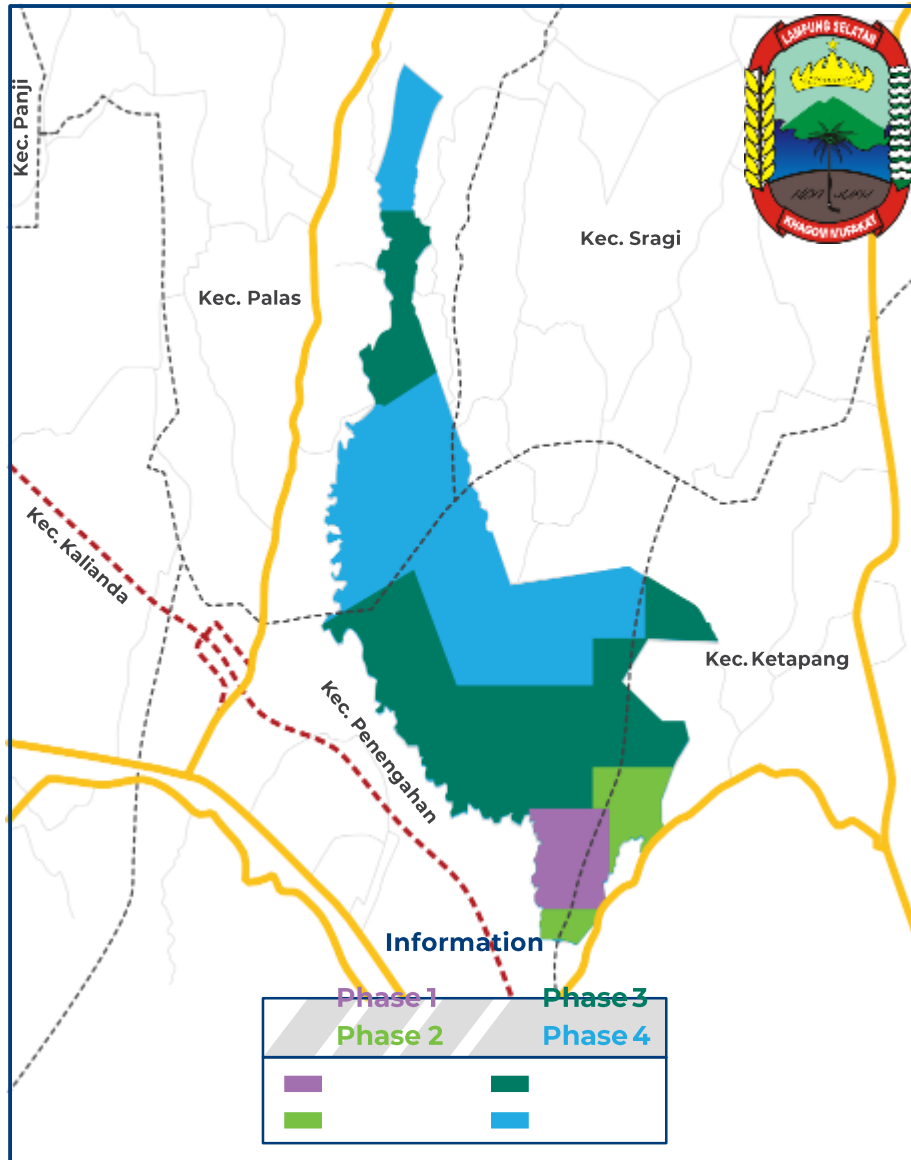 LAMPUNG SELATAN
KHAGOM MUFAKAT
Kec. Panji
Kec. Sragi
Kec. Palas
Kec. Kalianda
Kec. Ketapang
Kec. Penengahan
Information
Phase 1
Phase 3
Phase 2
Phase 4